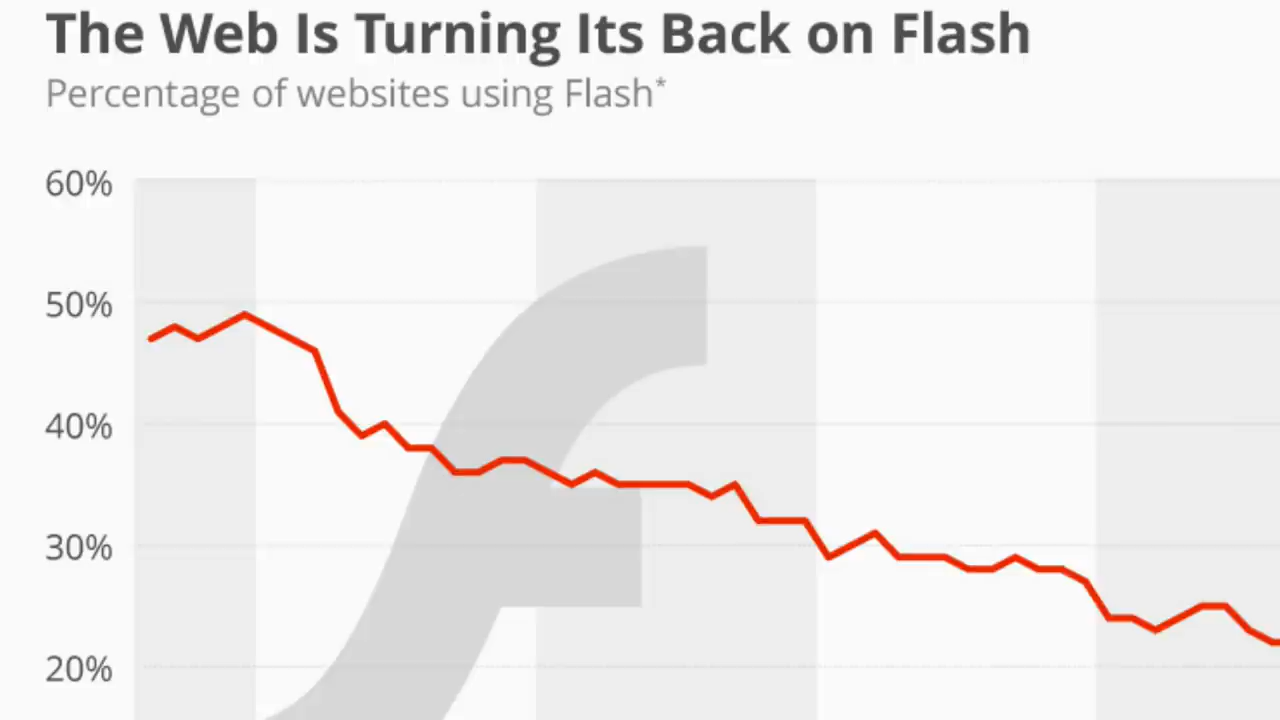 The Web Is Turning Its Back on Flash
Percentage of websites using Flash*
60%
50%
40%
30%
20%